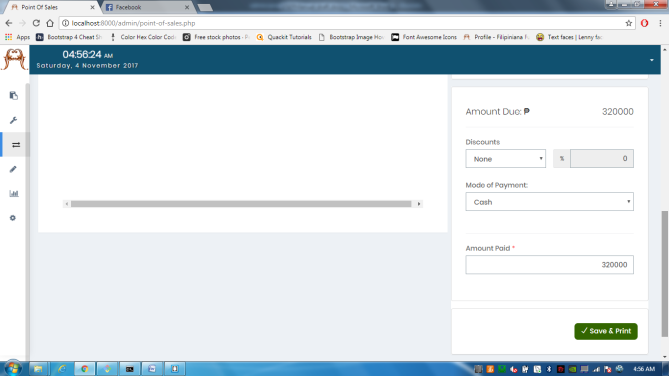 Point Of Sales
Facebook
localhost:8000/admin/point-of-sales.php
Apps
Bootstrap 4 Cheat Sh
Color Hex Color Cod
Free stock photos - P
Quackit Tutorials
Bootstrap Image Hov
Font Awesome Icons
Profile - Filipiniana F
Text faces | Lenny fa
04:56:24 AM
Saturday, 4 November 2017
Amount Due: ₱ 320000
Discounts
None
% 0
Mode of Payment:
Cash
Amount Paid *
320000
✓ Save & Print
4:56 AM